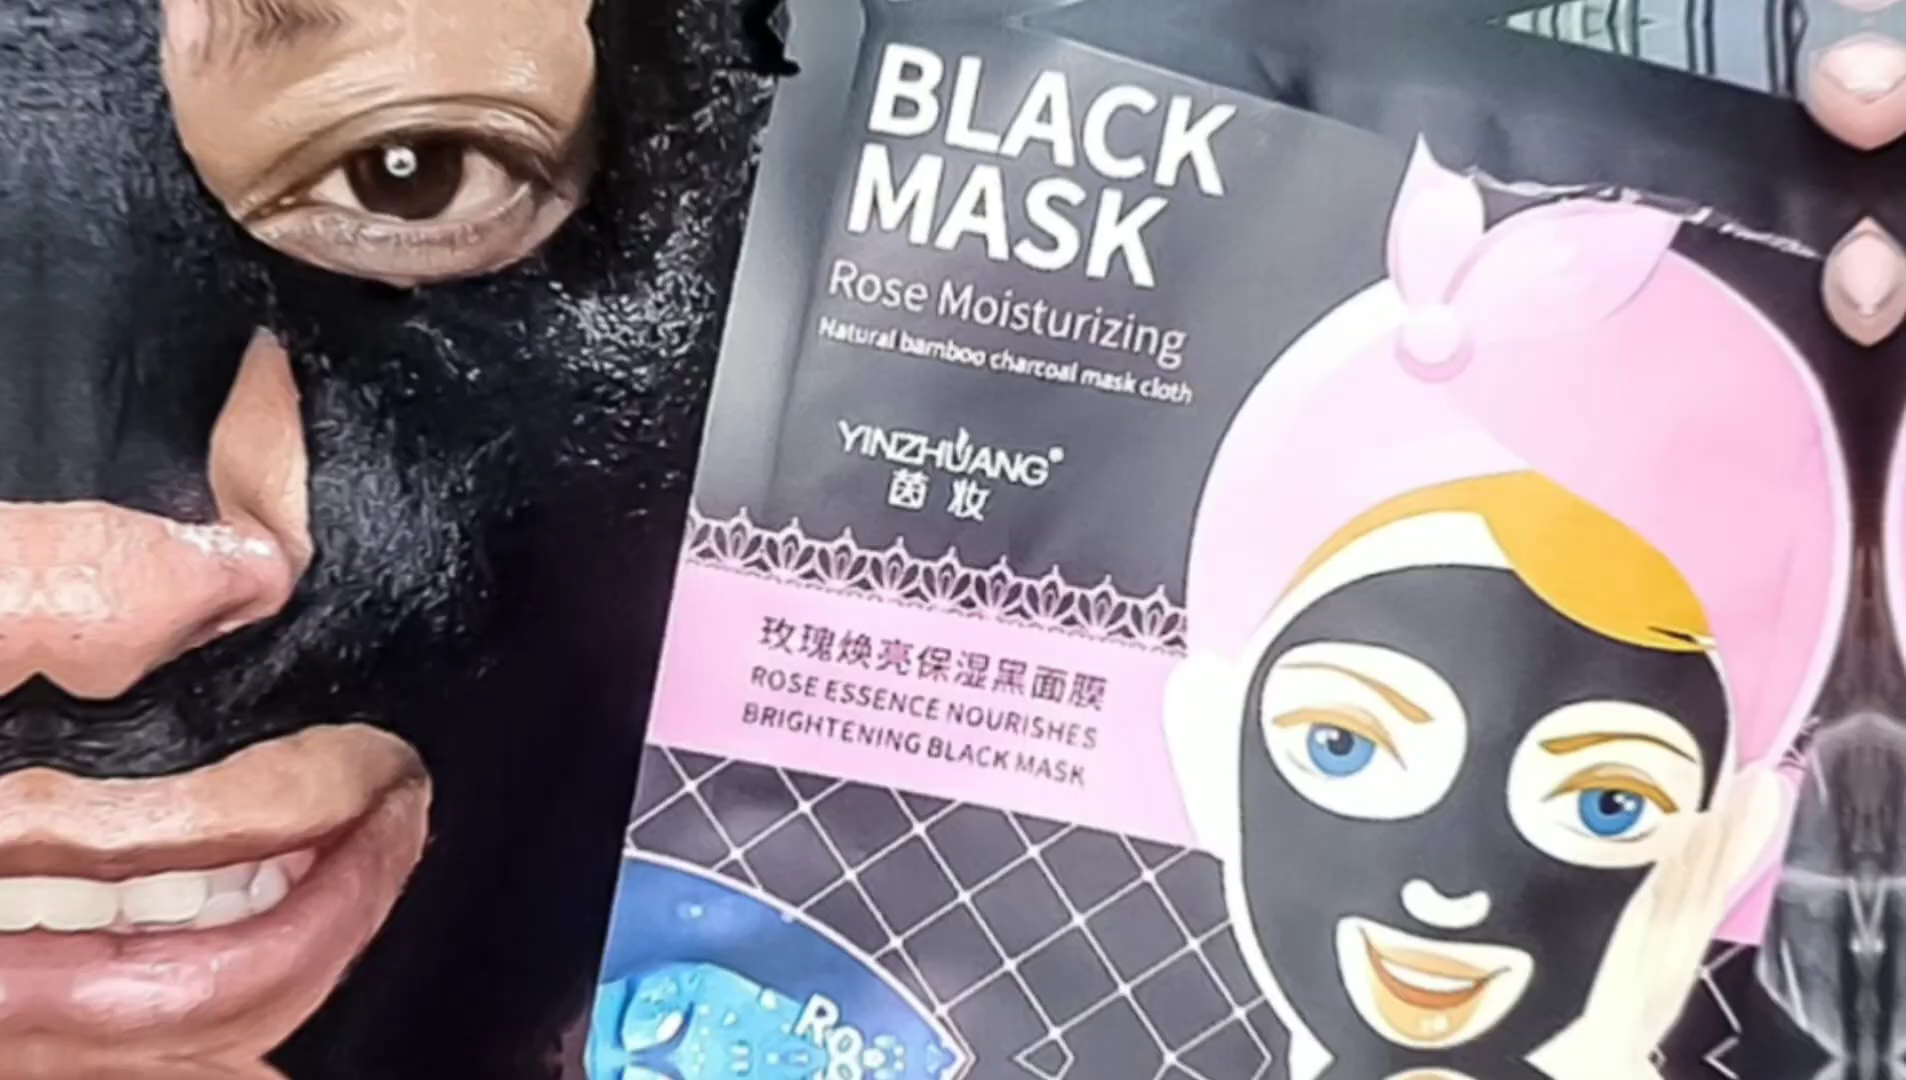 BLACK
MASK
Rose Moisturizing
Natural bamboo charcoal mask cloth
YINZHUANG®
茵 妆
玫瑰焕亮保湿黑面膜
ROSE ESSENCE NOURISHES
BRIGHTENING BLACK MASK